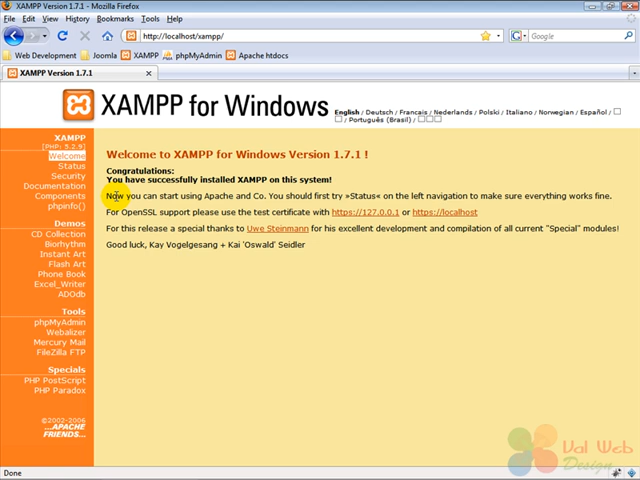 XAMPP Version 1.7.1 - Mozilla Firefox
File Edit View History Bookmarks Tools Help
http://localhost/xampp/
Google
Web Development Joomla XAMPP phpMyAdmin Apache htdocs
XAMPP Version 1.7.1
XAMPP for Windows
English / Deutsch / Francais / Nederlands / Polski / Italiano / Norwegian / Español /
/ Português (Brasil) /
XAMPP
[PHP: 5.2.9]
Welcome
Status
Security
Documentation
Components
phpinfo()
Demos
CD Collection
Biorhythm
Instant Art
Flash Art
Phone Book
Excel_Writer
ADOdb
Tools
phpMyAdmin
Webalizer
Mercury Mail
FileZilla FTP
Specials
PHP PostScript
PHP Paradox
©2002-2006
...APACHE
FRIENDS...
Welcome to XAMPP for Windows Version 1.7.1 !
Congratulations:
You have successfully installed XAMPP on this system!
Now you can start using Apache and Co. You should first try »Status« on the left navigation to make sure everything works fine.
For OpenSSL support please use the test certificate with https://127.0.0.1 or https://localhost
For this release a special thanks to Uwe Steinmann for his excellent development and compilation of all current "Special" modules!
Good luck, Kay Vogelgesang + Kai 'Oswald' Seidler
Val Web
Design
Done